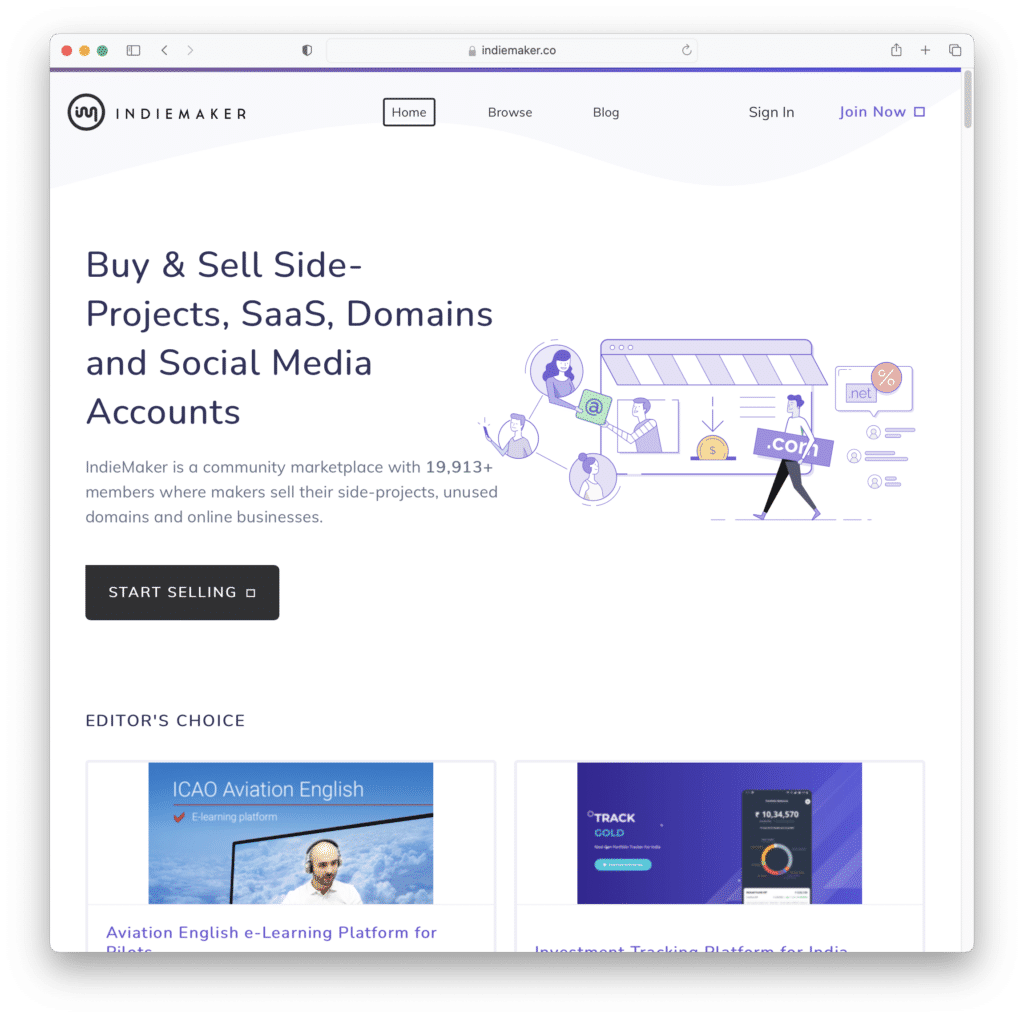 indiemaker.co
INDIEMAKER
Home
Browse
Blog
Sign In
Join Now
Buy & Sell Side-
Projects, SaaS, Domains
and Social Media
Accounts
IndieMaker is a community marketplace with 19,913+
members where makers sell their side-projects, unused
domains and online businesses.
START SELLING
@
$
.com
.net
%
EDITOR'S CHOICE
ICAO Aviation English
E-learning platform
Aviation English e-Learning Platform for
Pilots
TRACK
GOLD
₹ 10,34,570
Investment Tracking Platform for India